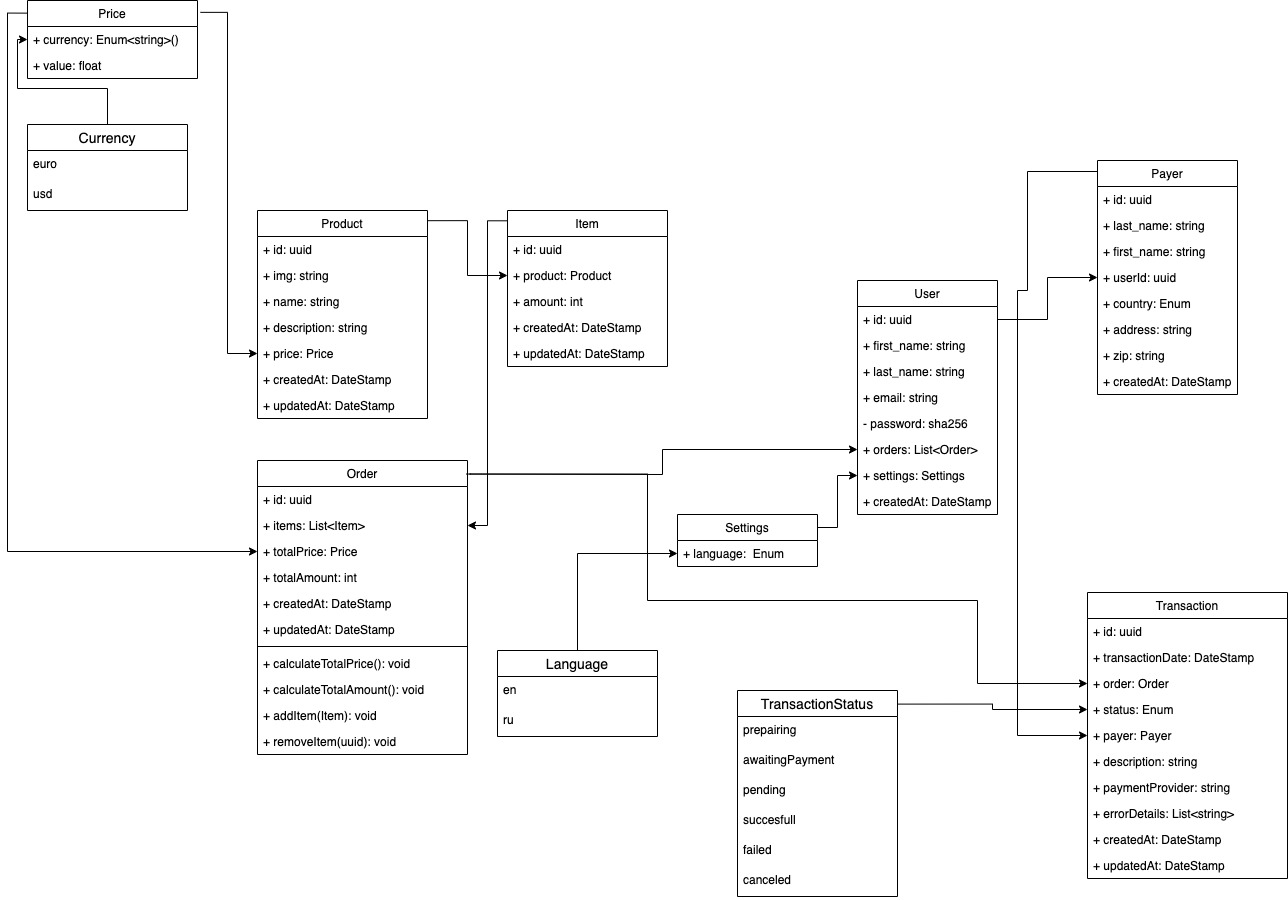 Price
+ currency: Enum<string>()
+ value: float
Currency
euro
usd
Product
+ id: uuid
+ img: string
+ name: string
+ description: string
+ price: Price
+ createdAt: DateStamp
+ updatedAt: DateStamp
Item
+ id: uuid
+ product: Product
+ amount: int
+ createdAt: DateStamp
+ updatedAt: DateStamp
Payer
+ id: uuid
+ last_name: string
+ first_name: string
+ userId: uuid
+ country: Enum
+ address: string
+ zip: string
+ createdAt: DateStamp
User
+ id: uuid
+ first_name: string
+ last_name: string
+ email: string
- password: sha256
+ orders: List<Order>
+ settings: Settings
+ createdAt: DateStamp
Order
+ id: uuid
+ items: List<Item>
+ totalPrice: Price
+ totalAmount: int
+ createdAt: DateStamp
+ updatedAt: DateStamp
+ calculateTotalPrice(): void
+ calculateTotalAmount(): void
+ addItem(Item): void
+ removeItem(uuid): void
Settings
+ language: Enum
Language
en
ru
TransactionStatus
prepairing
awaitingPayment
pending
succesfull
failed
canceled
Transaction
+ id: uuid
+ transactionDate: DateStamp
+ order: Order
+ status: Enum
+ payer: Payer
+ description: string
+ paymentProvider: string
+ errorDetails: List<string>
+ createdAt: DateStamp
+ updatedAt: DateStamp